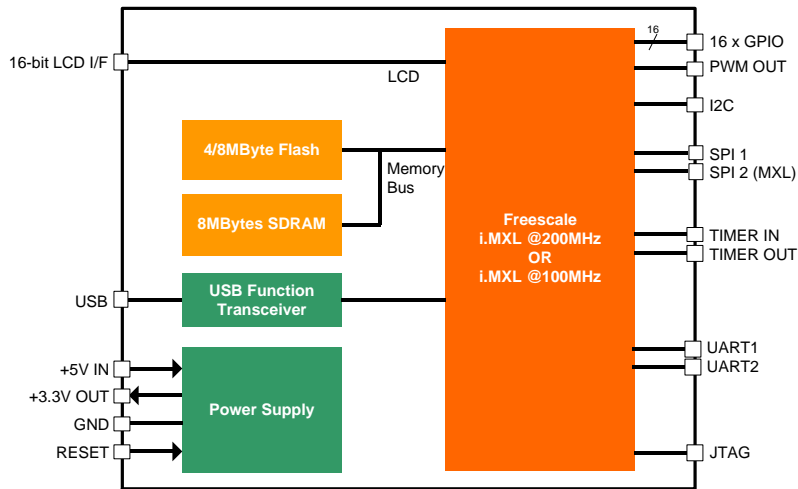 16-bit LCD I/F
LCD
4/8MByte Flash
Memory
Bus
8MBytes SDRAM
USB
USB Function
Transceiver
+5V IN
+3.3V OUT
GND
RESET
Power Supply
Freescale
i.MXL @200MHz
OR
i.MXL @100MHz
16
16 x GPIO
PWM OUT
I2C
SPI 1
SPI 2 (MXL)
TIMER IN
TIMER OUT
UART1
UART2
JTAG